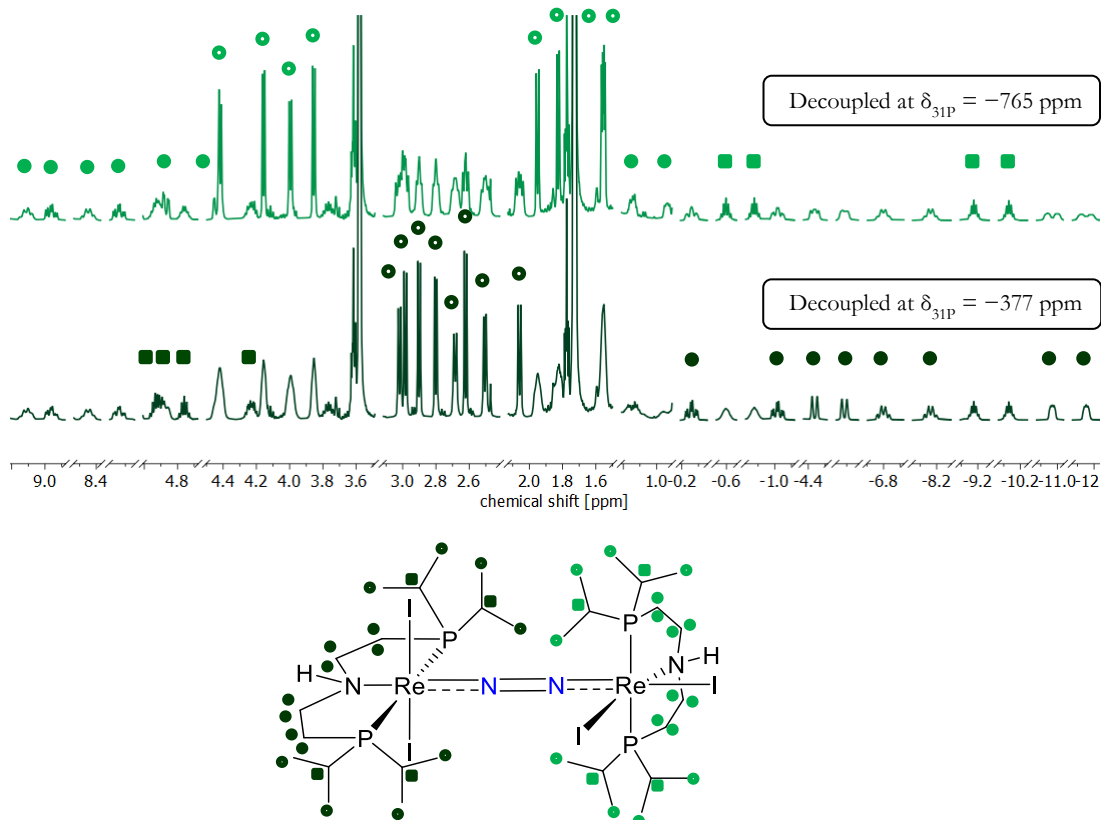 Decoupled at δ31P = −765 ppm
Decoupled at δ31P = −377 ppm
9.0 8.4 4.8 4.4 4.2 4.0 3.8 3.6 3.0 2.8 2.6 2.0 1.8 1.6 1.0 -0.2 -0.6 -1.0 -4.4 -6.8 -8.2 -9.2 -10.2 -11.0 -12
chemical shift [ppm]
I
P P
H
N Re N N Re N H I
I
P I P